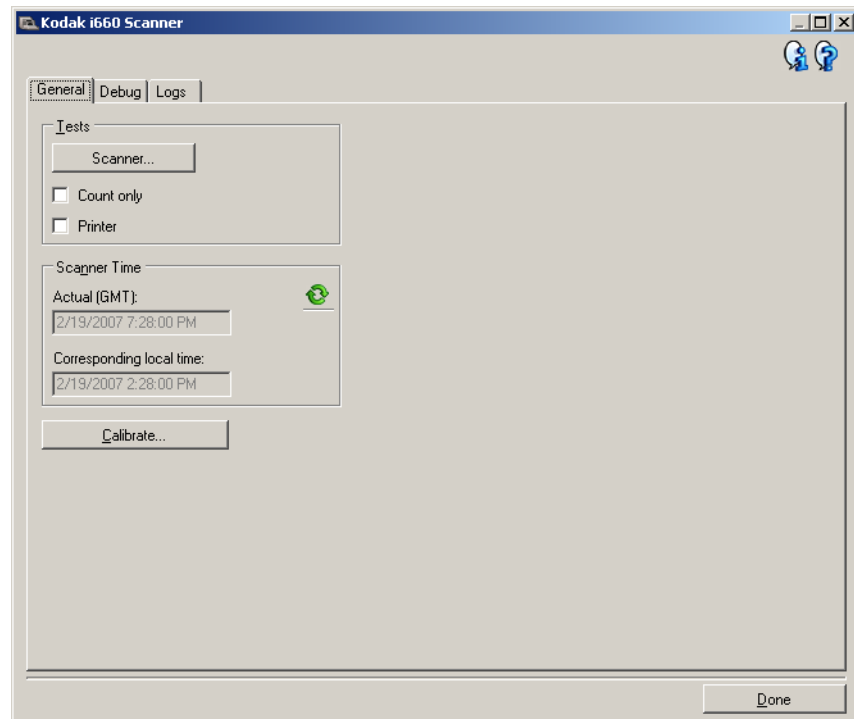 Kodak i660 Scanner
General Debug Logs
Tests
Scanner...
Count only
Printer
Scanner Time
Actual (GMT):
2/19/2007 7:28:00 PM
Corresponding local time:
2/19/2007 2:28:00 PM
Calibrate...
Done